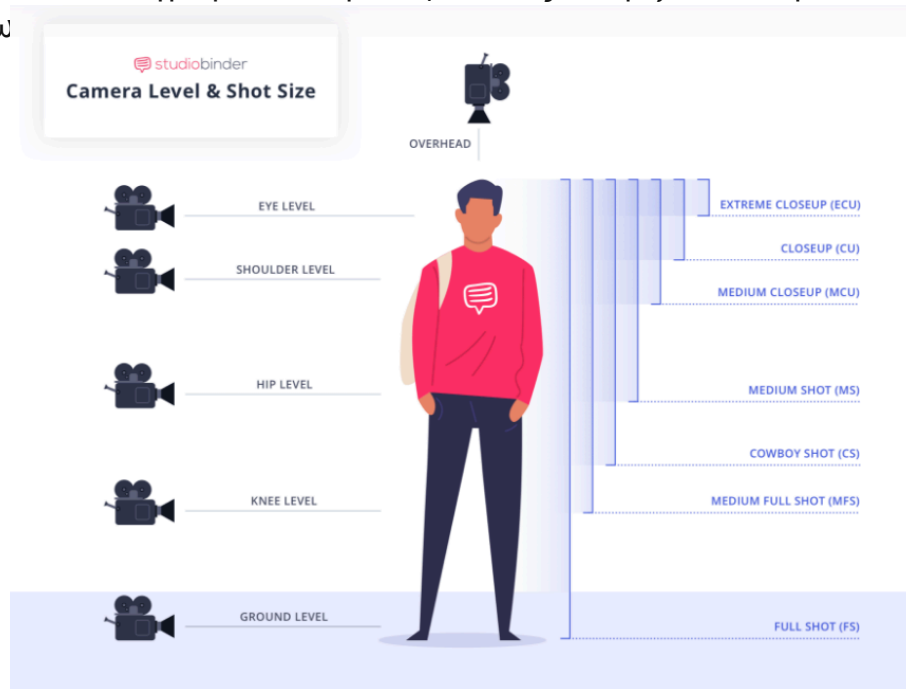 studiobinder
Camera Level & Shot Size
OVERHEAD
EYE LEVEL
EXTREME CLOSEUP (ECU)
CLOSEUP (CU)
SHOULDER LEVEL
MEDIUM CLOSEUP (MCU)
HIP LEVEL
MEDIUM SHOT (MS)
COWBOY SHOT (CS)
KNEE LEVEL
MEDIUM FULL SHOT (MFS)
GROUND LEVEL
FULL SHOT (FS)